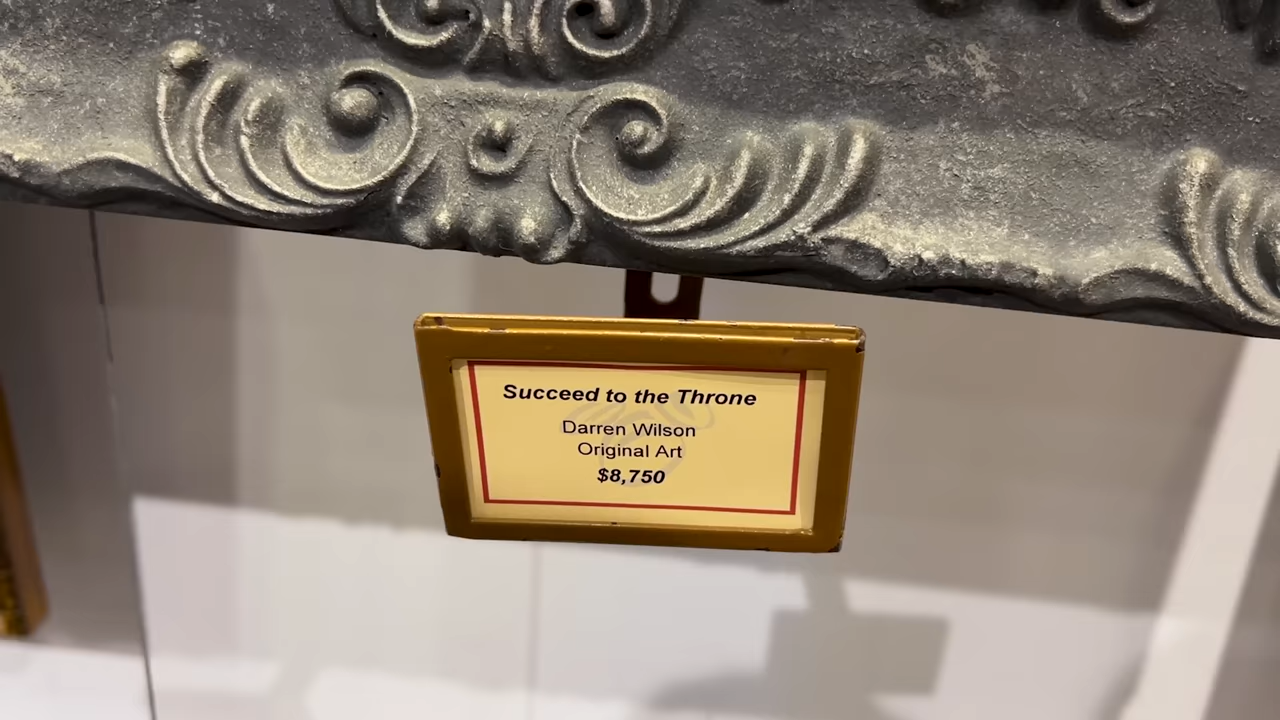 Succeed to the Throne
Darren Wilson
Original Art
$8,750